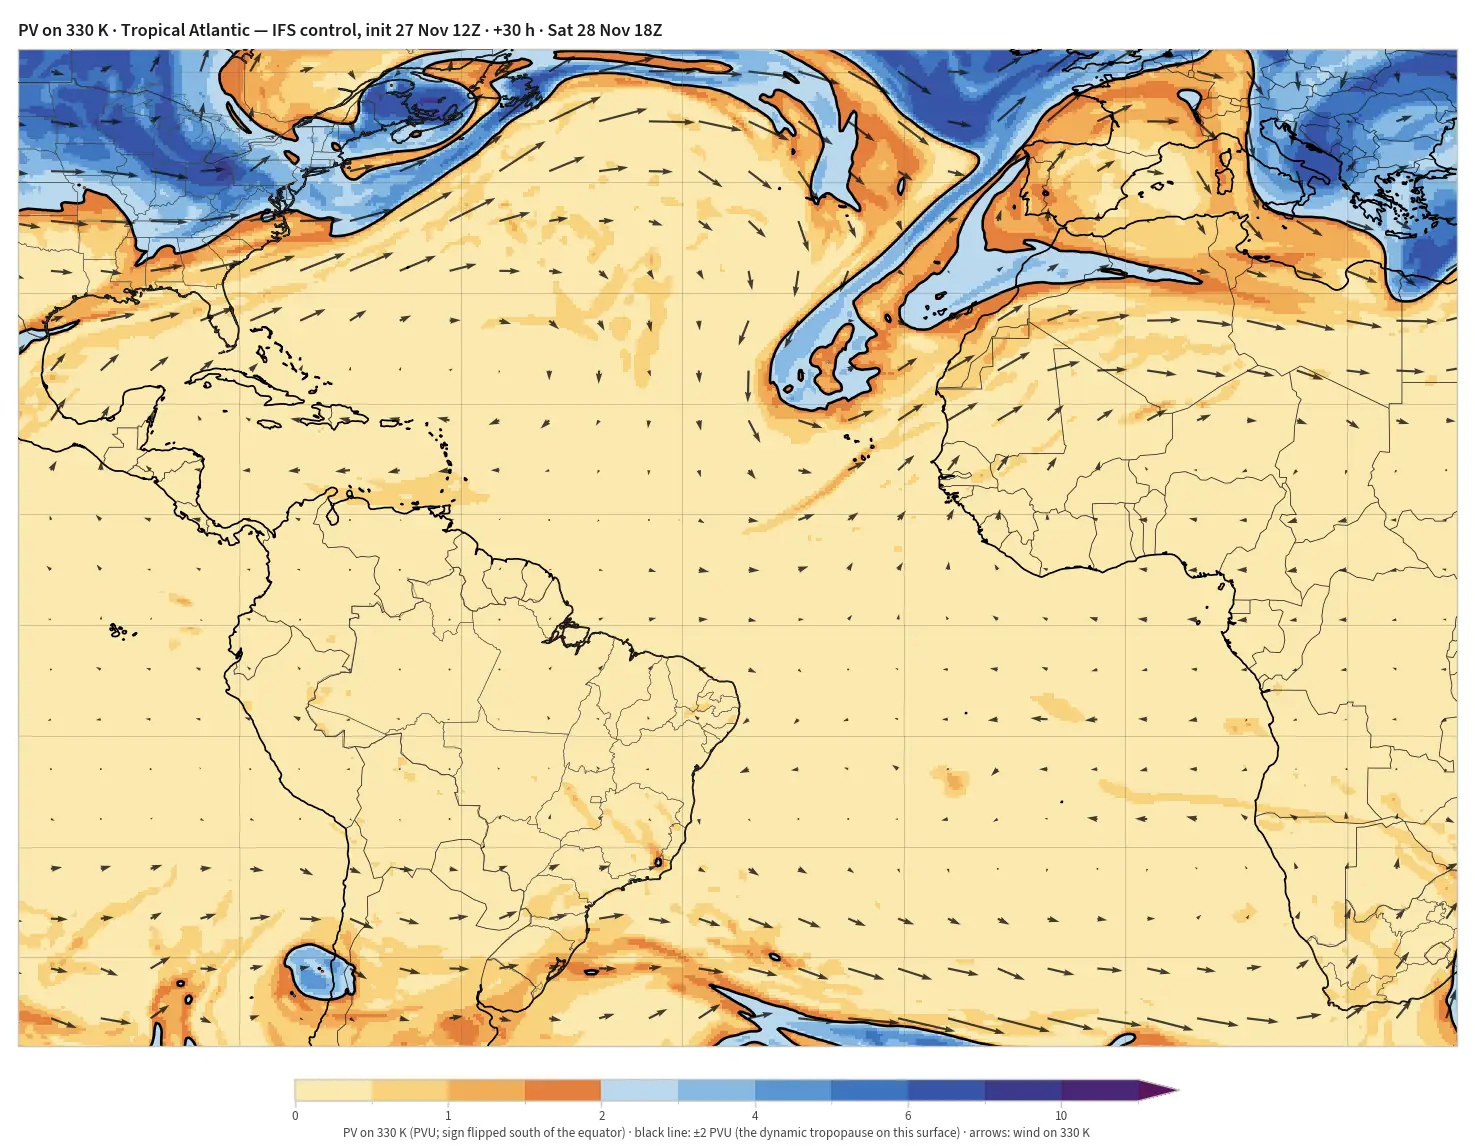 PV on 330 K · Tropical Atlantic — IFS control, init 27 Nov 12Z · +30 h · Sat 28 Nov 18Z
0 1 2 4 6 10
PV on 330 K (PVU; sign flipped south of the equator) · black line: ±2 PVU (the dynamic tropopause on this surface) · arrows: wind on 330 K